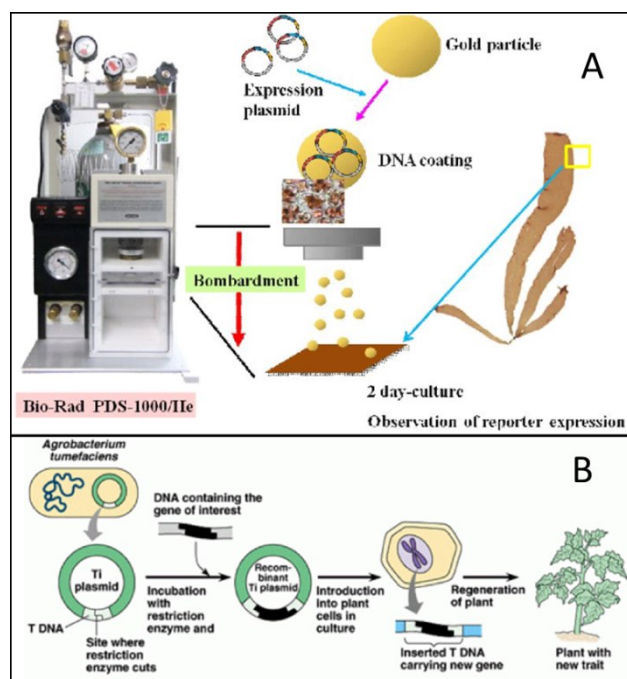 A
Gold particle
Expression
plasmid
DNA coating
Bombardment
2 day-culture
Bio-Rad PDS-1000/He
Observation of reporter expression
B
Agrobacterium
tumefaciens
DNA containing the
gene of interest
Ti
plasmid
Recom-
binant
Ti plasmid
Incubation
with
restriction
enzyme and
Introduction
Into plant
cells in
culture
Regeneration
of plant
T DNA
Site where
restriction
enzyme cuts
Inserted T DNA
carrying new gene
Plant with
new trait